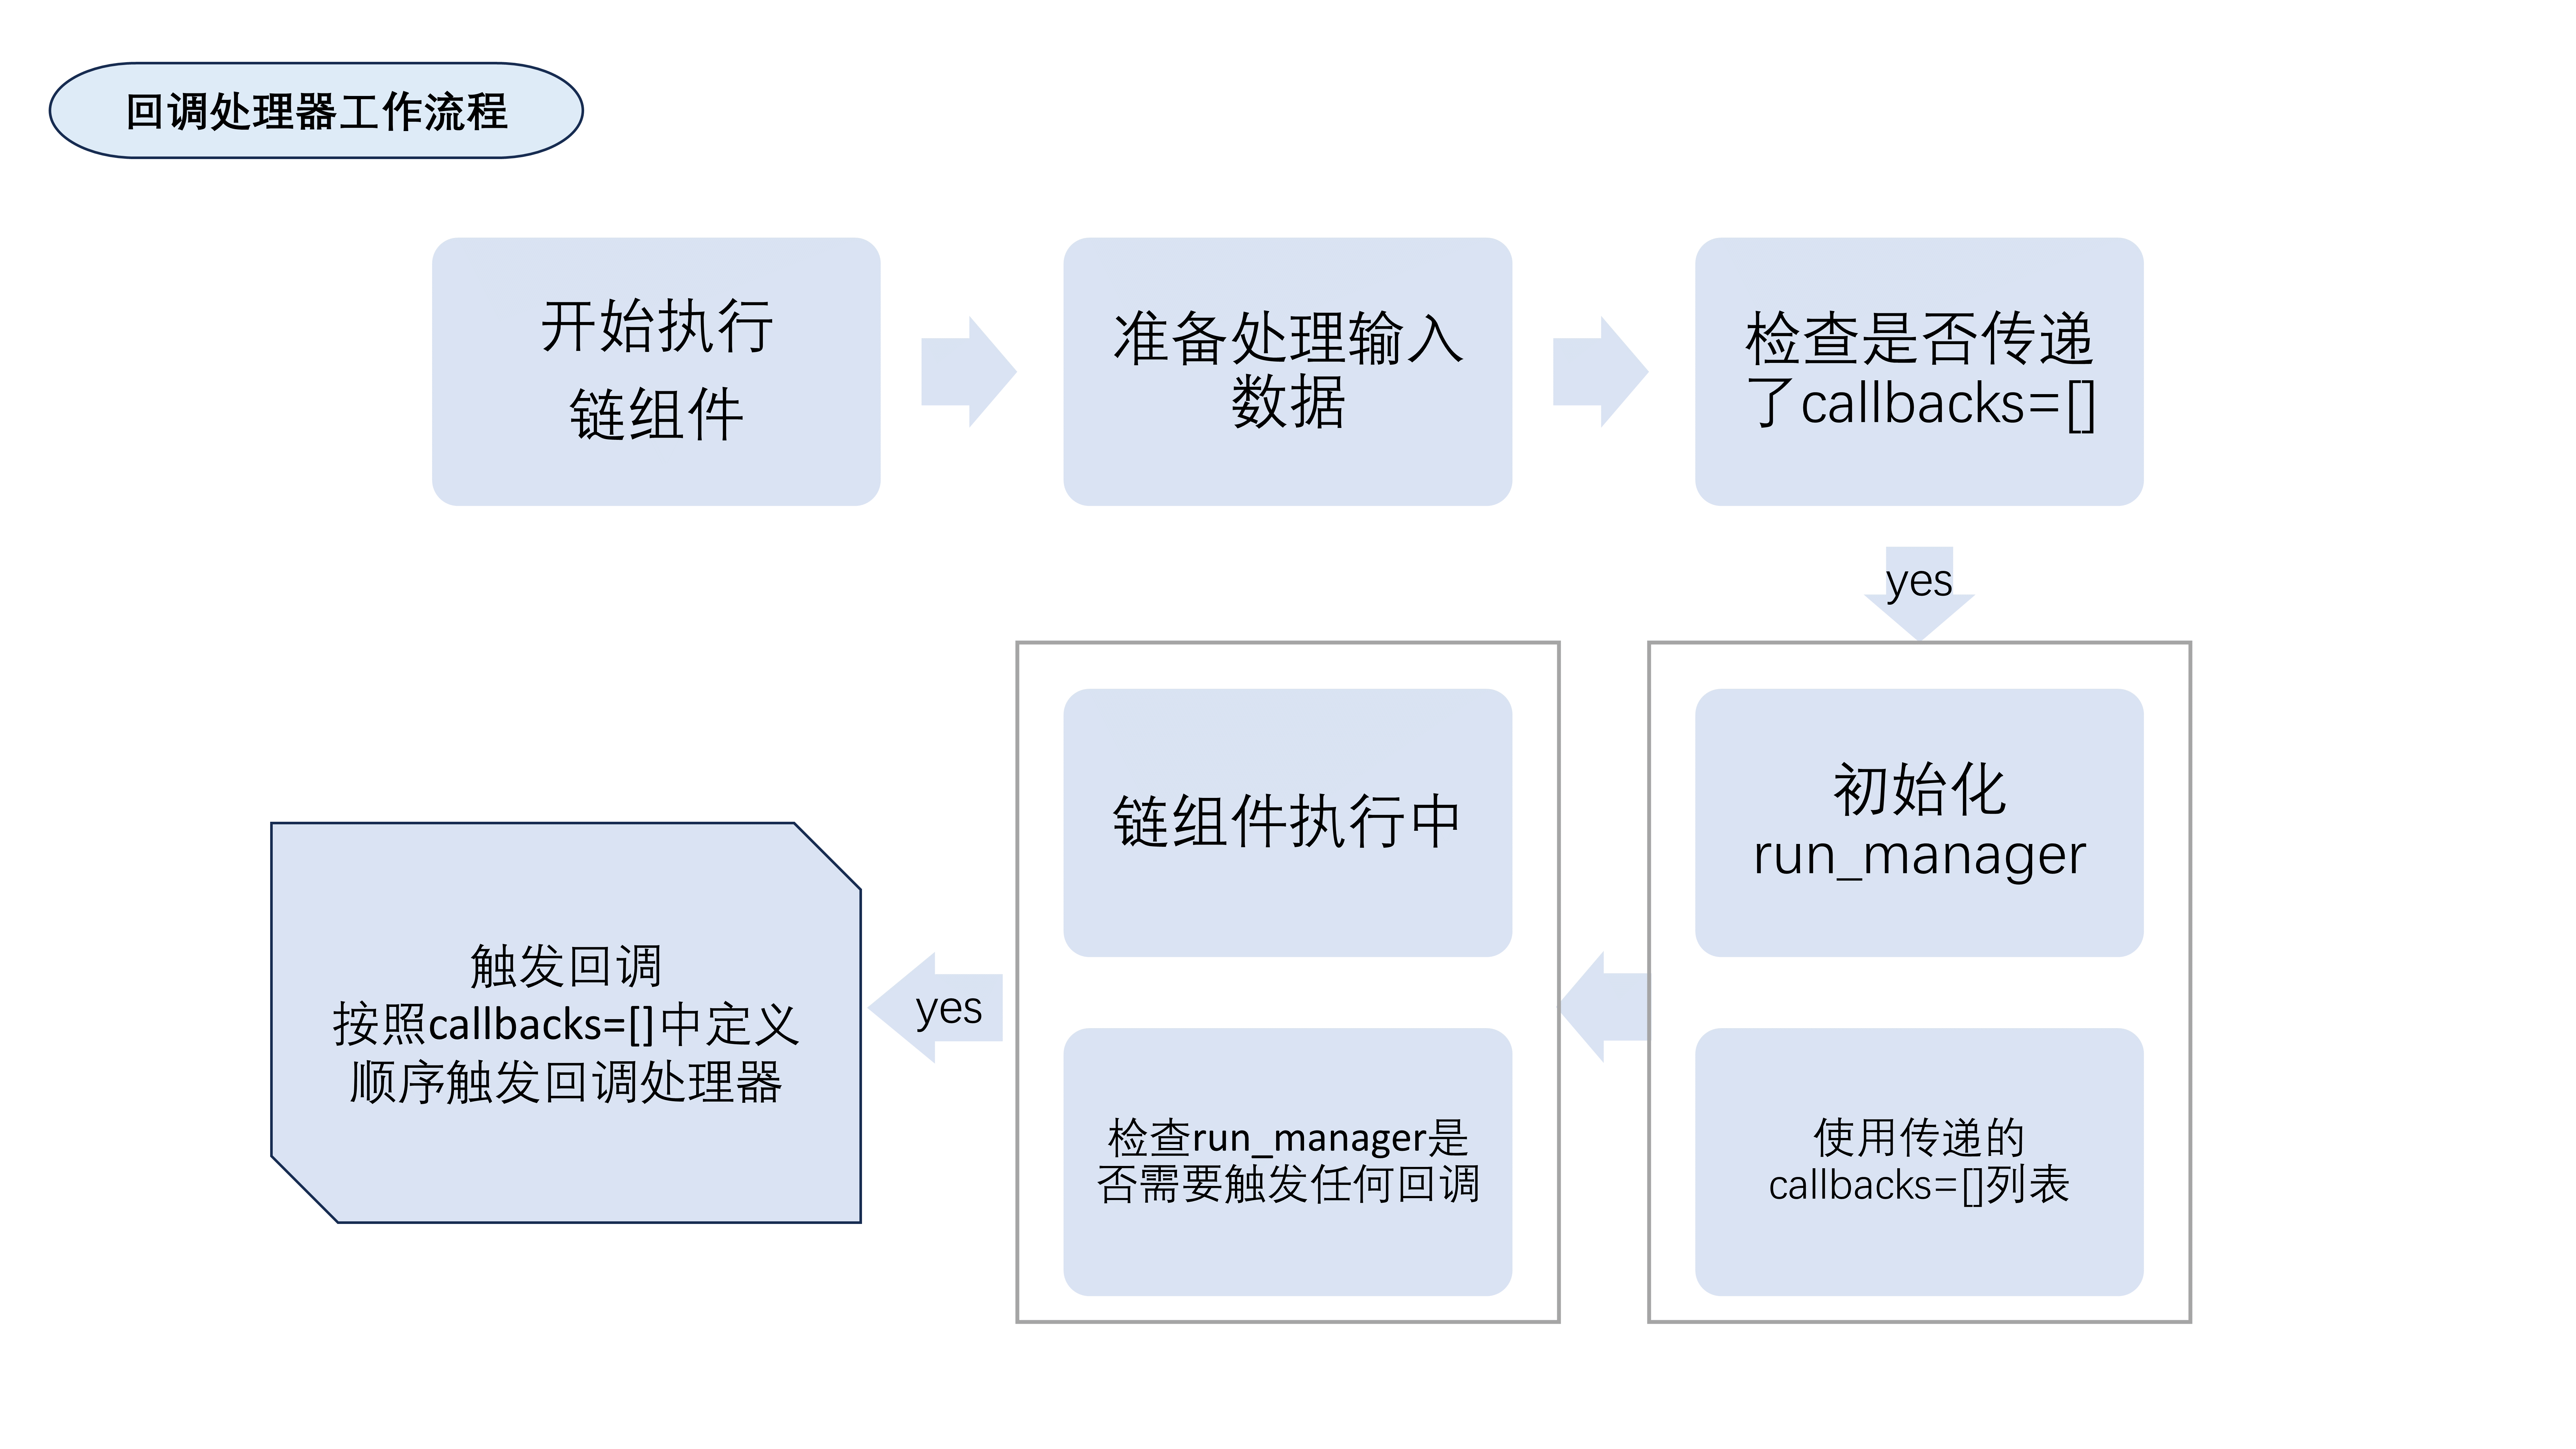 回调处理器工作流程
开始执行
链组件
准备处理输入
数据
检查是否传递
了callbacks=[]
yes
初始化
run_manager
使用传递的
callbacks=[]列表
链组件执行中
检查run_manager是
否需要触发任何回调
yes
触发回调
按照callbacks=[]中定义
顺序触发回调处理器